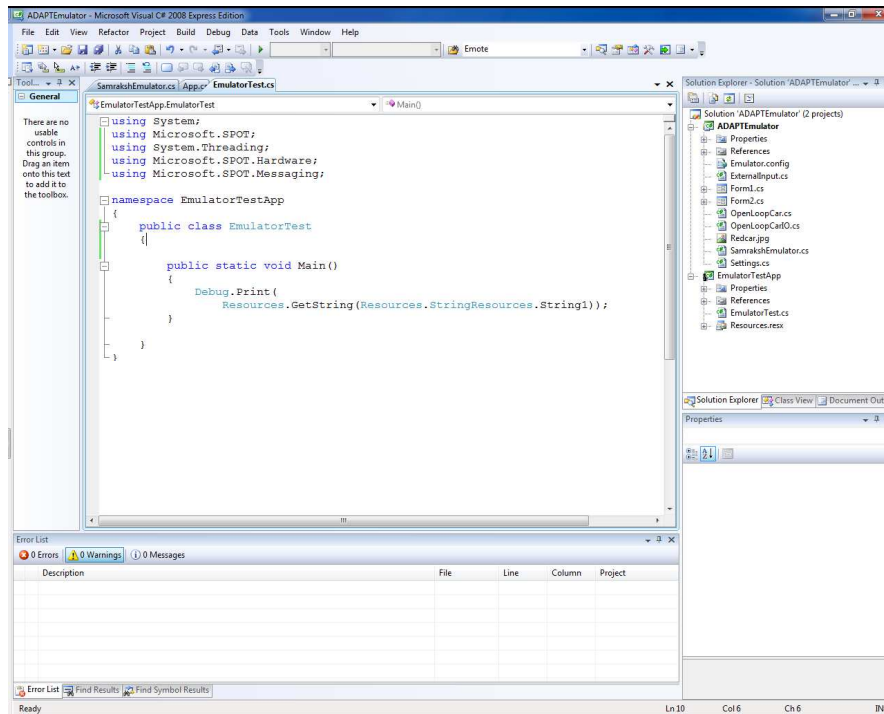 ADAPTEmulator - Microsoft Visual C# 2008 Express Edition
File Edit View Refactor Project Build Debug Data Tools Window Help
Emote
Tool...
General
There are no
usable
controls in
this group.
Drag an item
onto this text
to add it to
the toolbox.
SamrakshEmulator.cs App.cs EmulatorTest.cs
EmulatorTestApp.EmulatorTest Main()
using System;
using Microsoft.SPOT;
using System.Threading;
using Microsoft.SPOT.Hardware;
using Microsoft.SPOT.Messaging;
namespace EmulatorTestApp
{
public class EmulatorTest
{
public static void Main()
{
Debug.Print(
Resources.GetString(Resources.StringResources.String1));
}
}
}
Solution Explorer - Solution 'ADAPTEmulator' ...
Solution 'ADAPTEmulator' (2 projects)
ADAPTEmulator
Properties
References
Emulator.config
ExternalInput.cs
Form1.cs
Form2.cs
OpenLoopCar.cs
OpenLoopCarIO.cs
Redcar.jpg
SamrakshEmulator.cs
Settings.cs
EmulatorTestApp
Properties
References
EmulatorTest.cs
Resources.resx
Solution Explorer Class View Document Out
Properties
Error List
0 Errors 0 Warnings 0 Messages
Description File Line Column Project
Error List Find Results Find Symbol Results
Ready Ln 10 Col 6 Ch 6 IN